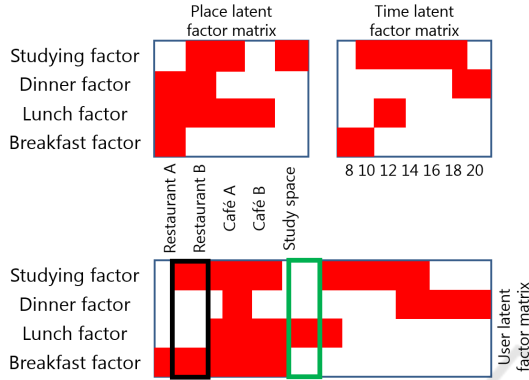 Place latent
factor matrix
Time latent
factor matrix
Studying factor
Dinner factor
Lunch factor
Breakfast factor
8 10 12 14 16 18 20
Restaurant A
Restaurant B
Café A
Café B
Study space
Studying factor
Dinner factor
Lunch factor
Breakfast factor
User latent
factor matrix